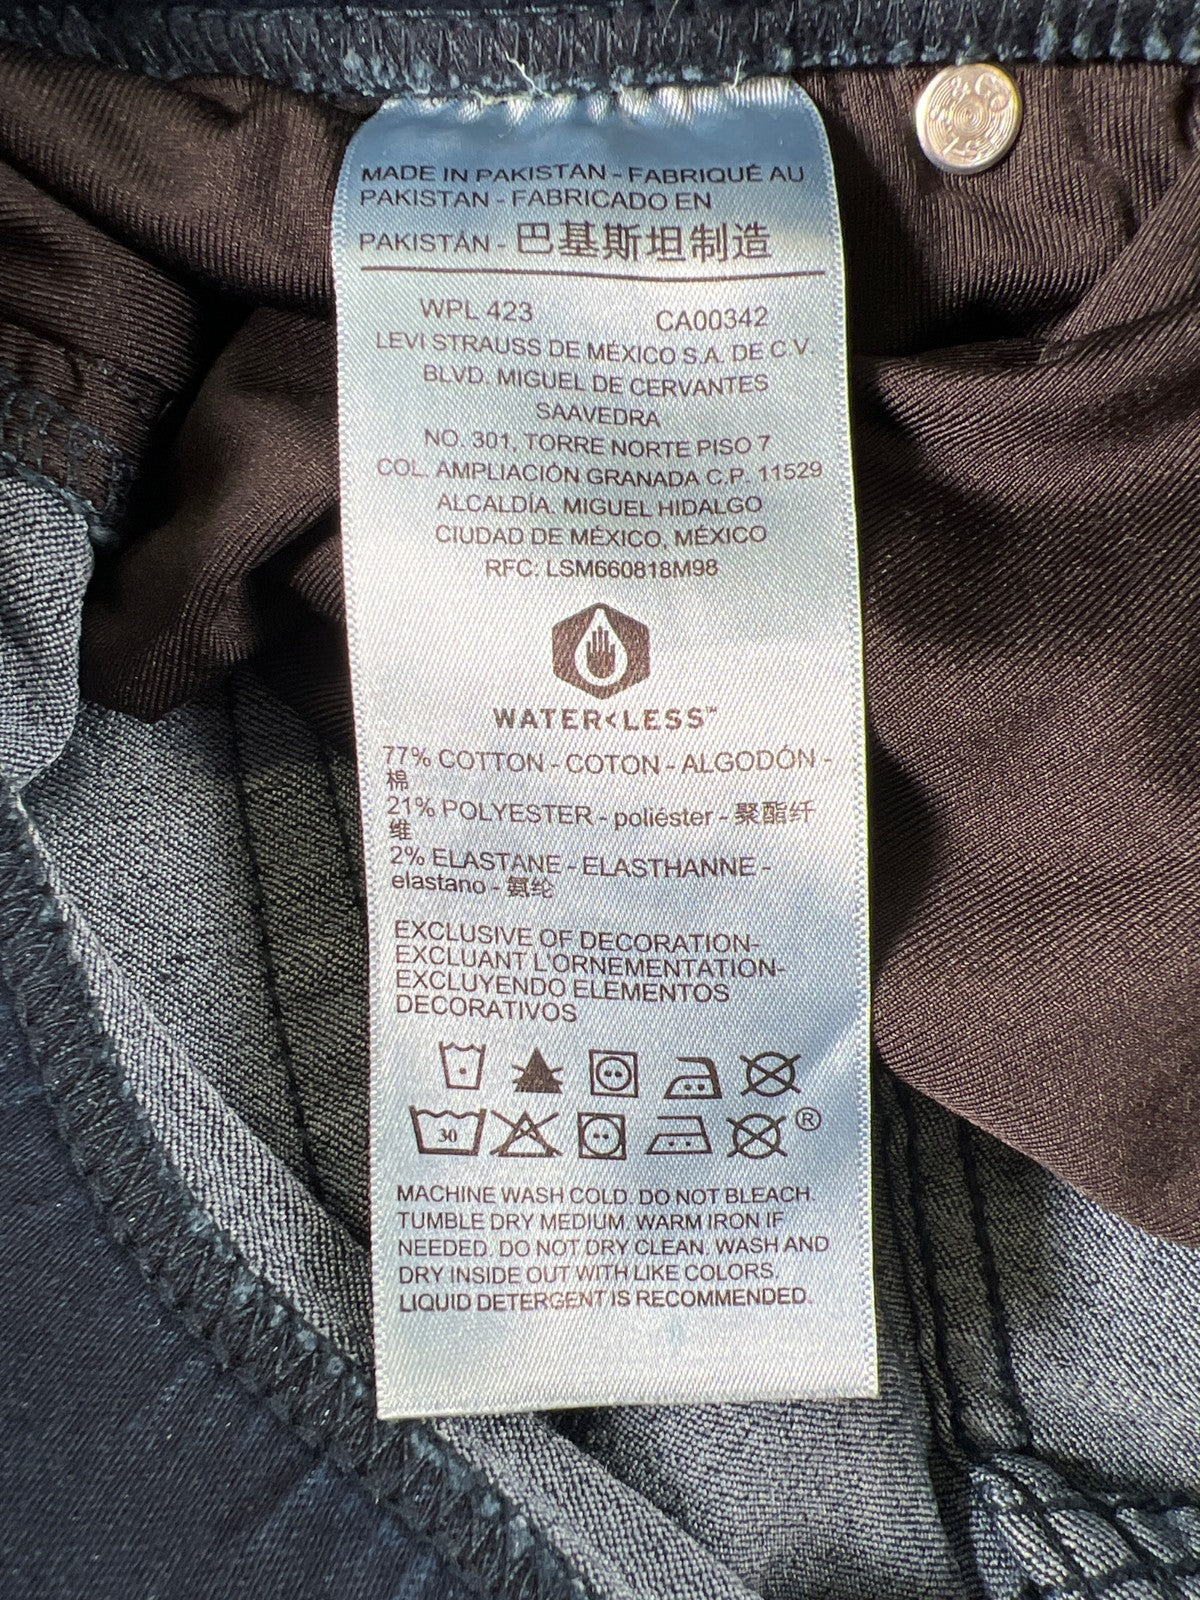 MADE IN PAKISTAN - FABRIQUÉ AU
PAKISTAN - FABRICADO EN
PAKISTÁN - 巴基斯坦制造
WPL 423 CA00342
LEVI STRAUSS DE MÉXICO S.A. DE C.V.
BLVD. MIGUEL DE CERVANTES
SAAVEDRA
NO. 301, TORRE NORTE PISO 7
COL. AMPLIACIÓN GRANADA C.P. 11529
ALCALDÍA. MIGUEL HIDALGO
CIUDAD DE MÉXICO, MÉXICO
RFC: LSM660818M98
WATER<LESS™
77% COTTON - COTON - ALGODÓN -
棉
21% POLYESTER - poliéster - 聚酯纤
维
2% ELASTANE - ELASTHANNE -
elastano - 氨纶
EXCLUSIVE OF DECORATION-
EXCLUANT L'ORNEMENTATION-
EXCLUYENDO ELEMENTOS
DECORATIVOS
30 ®
MACHINE WASH COLD. DO NOT BLEACH.
TUMBLE DRY MEDIUM. WARM IRON IF
NEEDED. DO NOT DRY CLEAN. WASH AND
DRY INSIDE OUT WITH LIKE COLORS.
LIQUID DETERGENT IS RECOMMENDED.